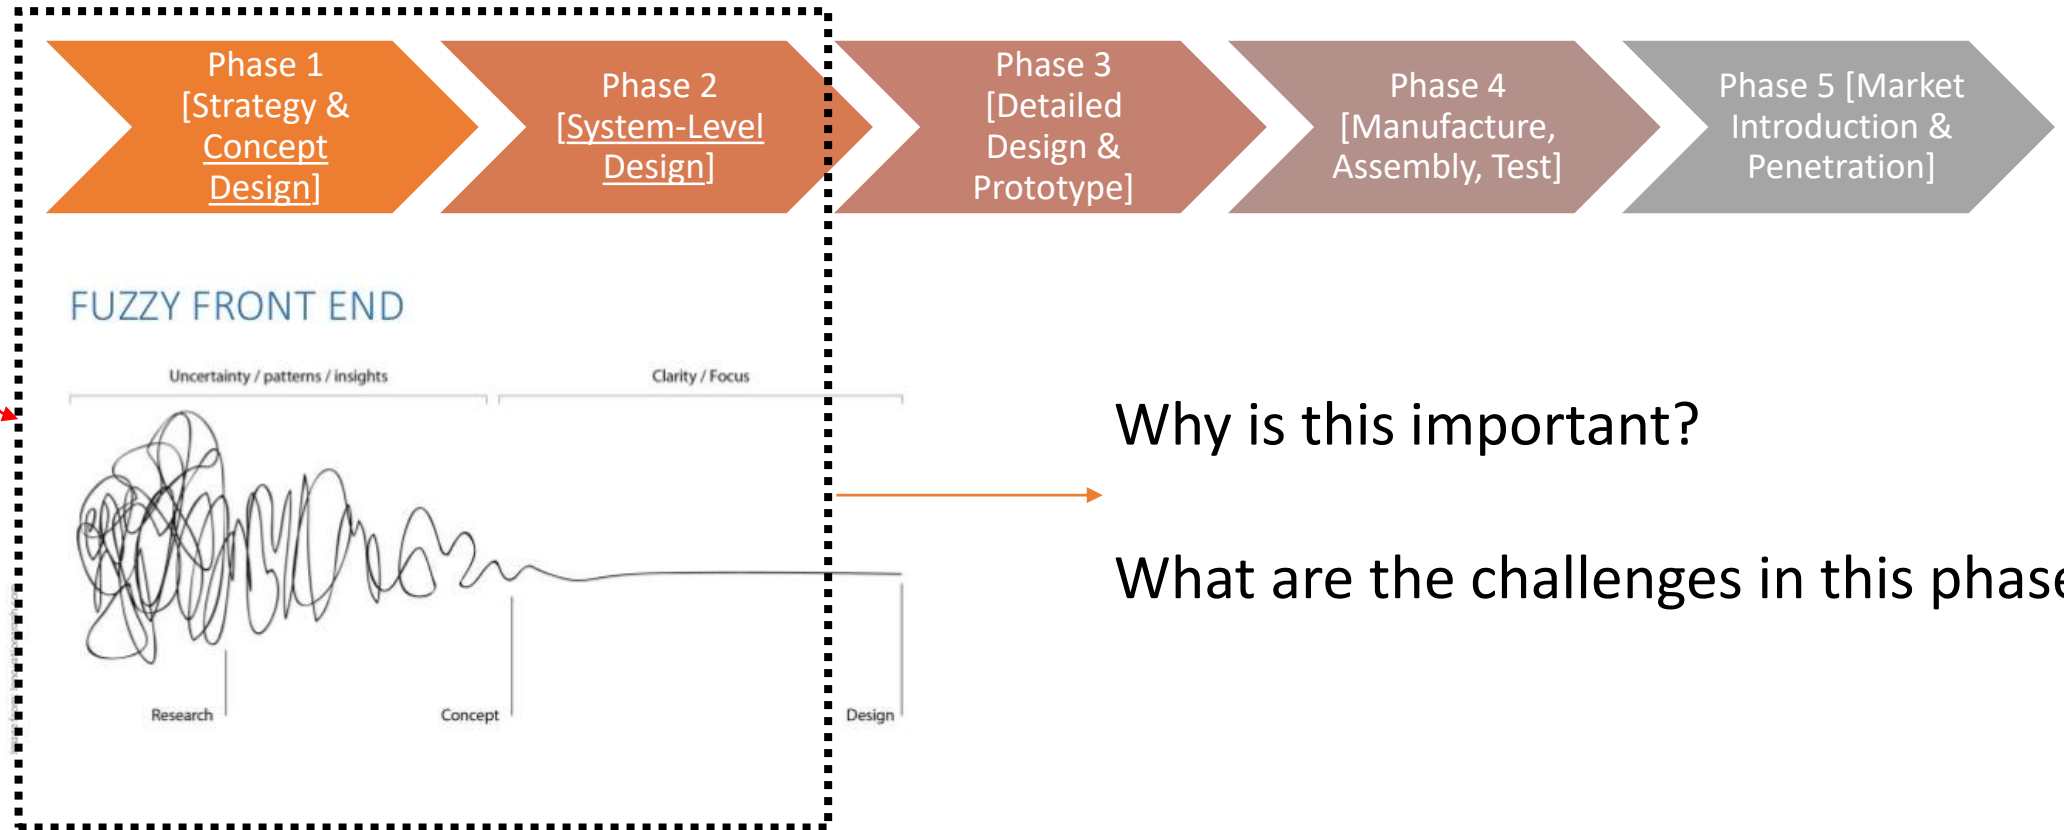 Phase 1
[Strategy &
Concept
Design]
Phase 2
[System-Level
Design]
Phase 3
[Detailed
Design &
Prototype]
Phase 4
[Manufacture,
Assembly, Test]
Phase 5 [Market
Introduction &
Penetration]
FUZZY FRONT END
Uncertainty / patterns / insights
Clarity / Focus
Research
Concept
Design
Why is this important?
What are the challenges in this phase